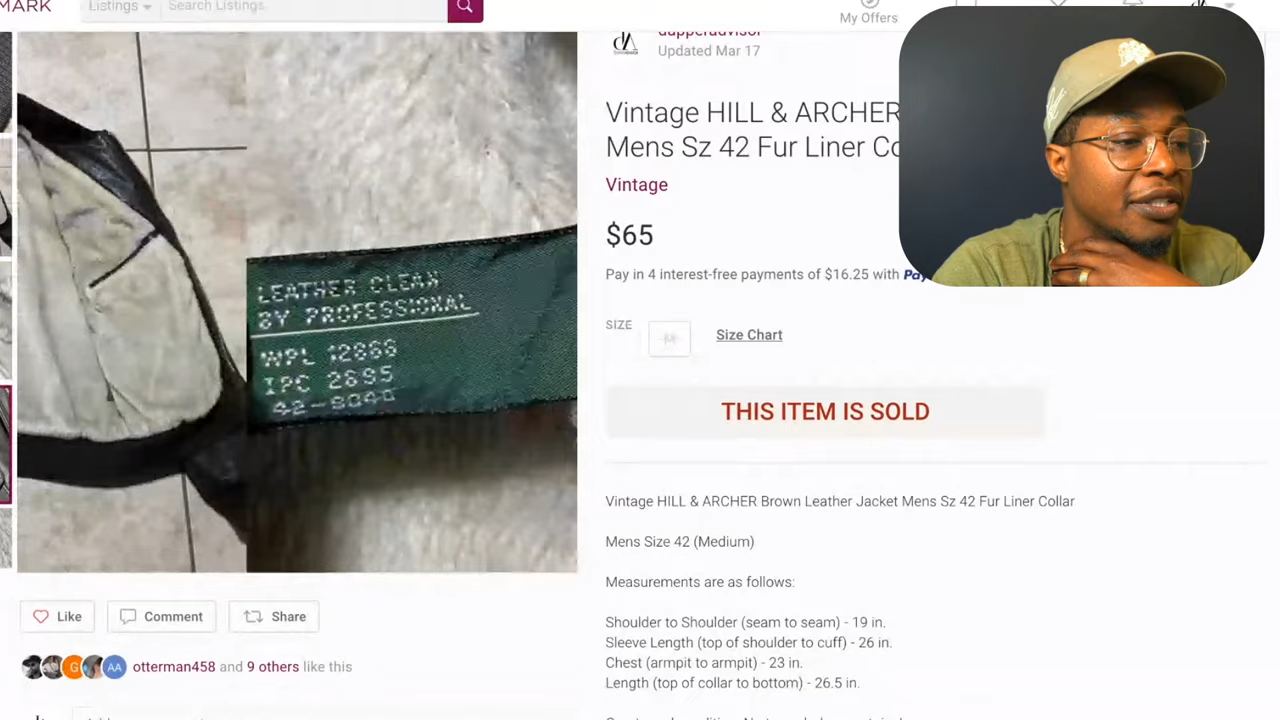 MARK
Listings
Search Listings
My Offers
dapperadvisor
Updated Mar 17
Vintage HILL & ARCHER
Mens Sz 42 Fur Liner Co
Vintage
$65
Pay in 4 interest-free payments of $16.25 with Pay
SIZE
M
Size Chart
THIS ITEM IS SOLD
Vintage HILL & ARCHER Brown Leather Jacket Mens Sz 42 Fur Liner Collar
Mens Size 42 (Medium)
Measurements are as follows:
Shoulder to Shoulder (seam to seam) - 19 in.
Sleeve Length (top of shoulder to cuff) - 26 in.
Chest (armpit to armpit) - 23 in.
Length (top of collar to bottom) - 26.5 in.
LEATHER CLEAN
BY PROFESSIONAL
WPL 12868
IPC 2895
Like
Comment
Share
G
AA
otterman458 and 9 others like this